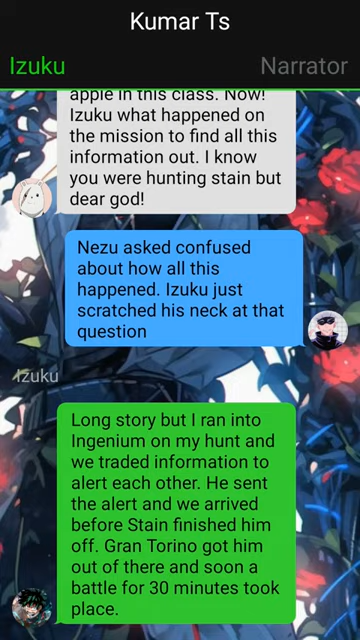 Kumar Ts
Izuku Narrator
apple in this class. Now!
Izuku what happened on
the mission to find all this
information out. I know
you were hunting stain but
dear god!
Nezu asked confused
about how all this
happened. Izuku just
scratched his neck at that
question
Izuku
Long story but I ran into
Ingenium on my hunt and
we traded information to
alert each other. He sent
the alert and we arrived
before Stain finished him
off. Gran Torino got him
out of there and soon a
battle for 30 minutes took
place.